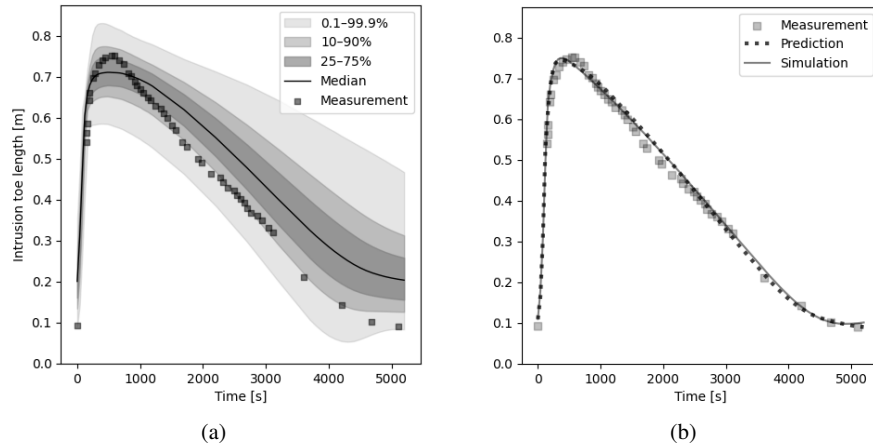 0.8
0.7
0.6
0.5
0.4
0.3
0.2
0.1
0.0
Intrusion toe length [m]
0.1–99.9%
10–90%
25–75%
Median
Measurement
0 1000 2000 3000 4000 5000
Time [s]
(a)
0.8
0.7
0.6
0.5
0.4
0.3
0.2
0.1
0.0
Measurement
Prediction
Simulation
0 1000 2000 3000 4000 5000
Time [s]
(b)